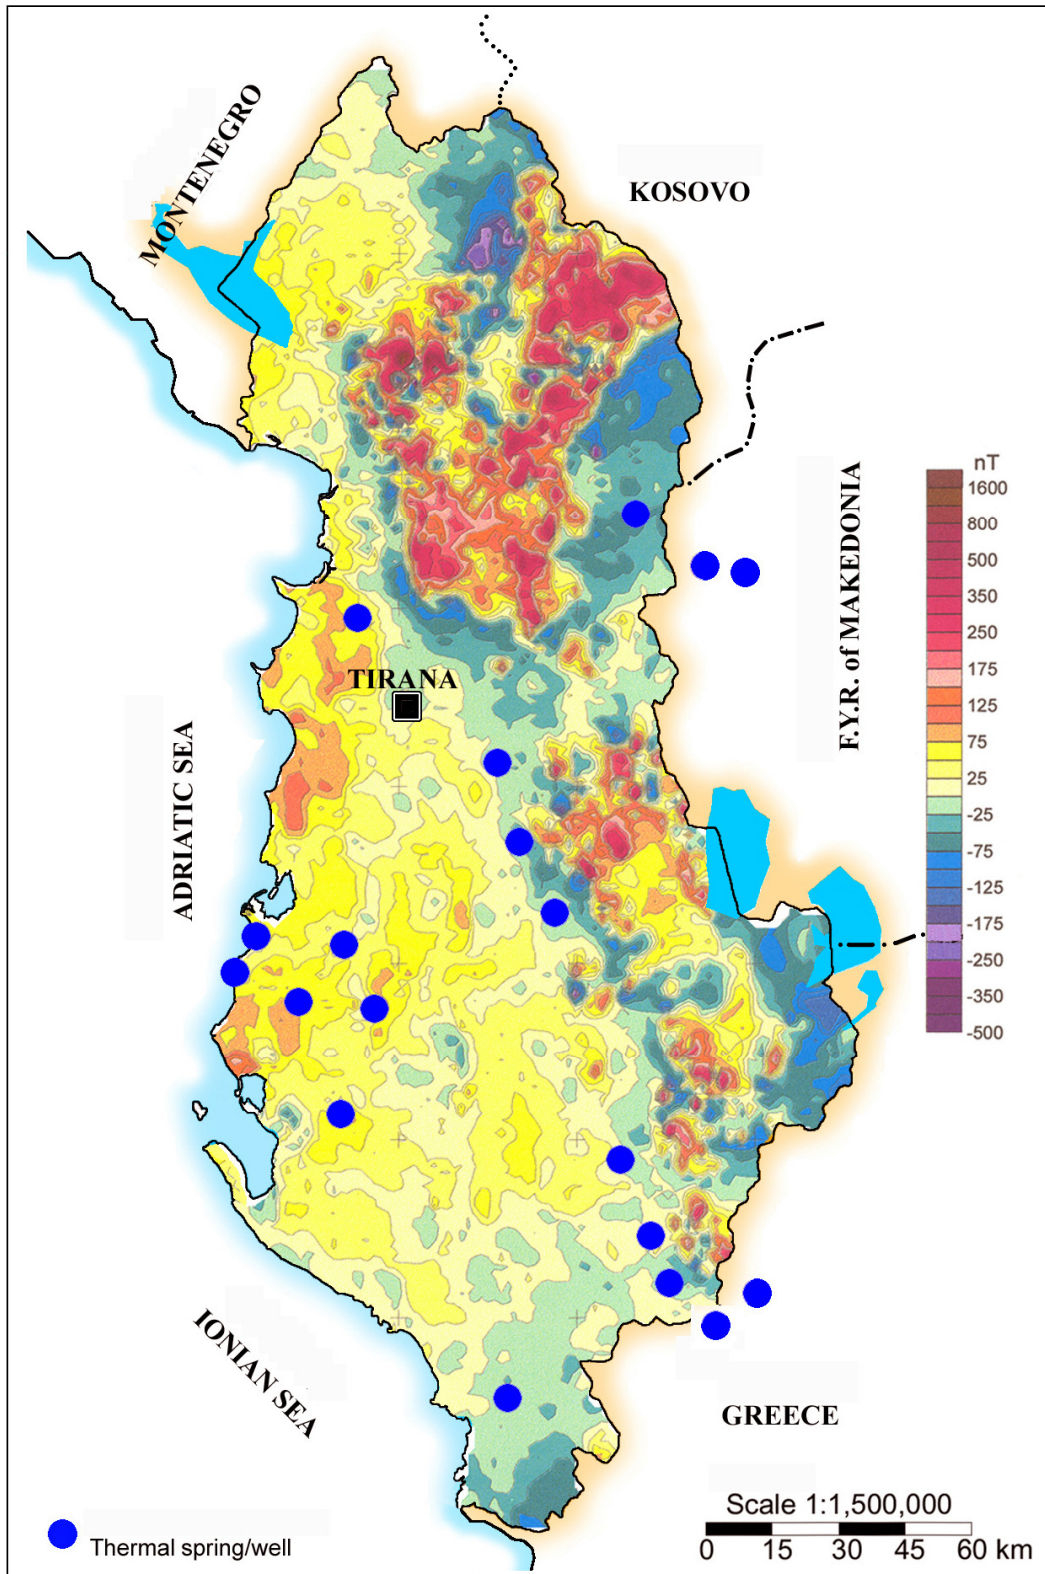 MONTENEGRO
KOSOVO
F.Y.R. of MAKEDONIA
nT
1600
800
500
350
250
175
125
75
25
-25
-75
-125
-175
-250
-350
-500
TIRANA
ADRIATIC SEA
IONIAN SEA
GREECE
Scale 1:1,500,000
0 15 30 45 60 km
Thermal spring/well